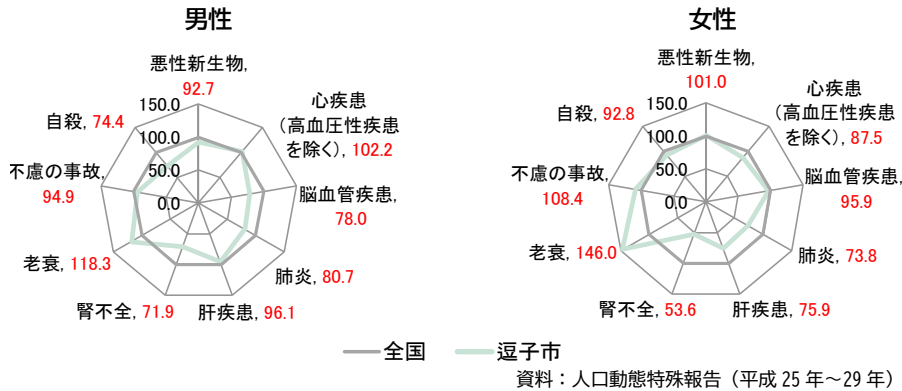 男性
悪性新生物,
92.7
心疾患
（高血圧性疾患
を除く), 102.2
脳血管疾患,
78.0
肺炎, 80.7
肝疾患, 96.1
腎不全, 71.9
老衰, 118.3
不慮の事故,
94.9
自殺, 74.4
150.0
100.0
50.0
0.0
女性
悪性新生物,
101.0
心疾患
（高血圧性疾患
を除く), 87.5
脳血管疾患,
95.9
肺炎, 73.8
肝疾患, 75.9
腎不全, 53.6
老衰, 146.0
不慮の事故,
108.4
自殺, 92.8
150.0
100.0
50.0
0.0
全国
逗子市
資料：人口動態特殊報告（平成 25 年～29 年）